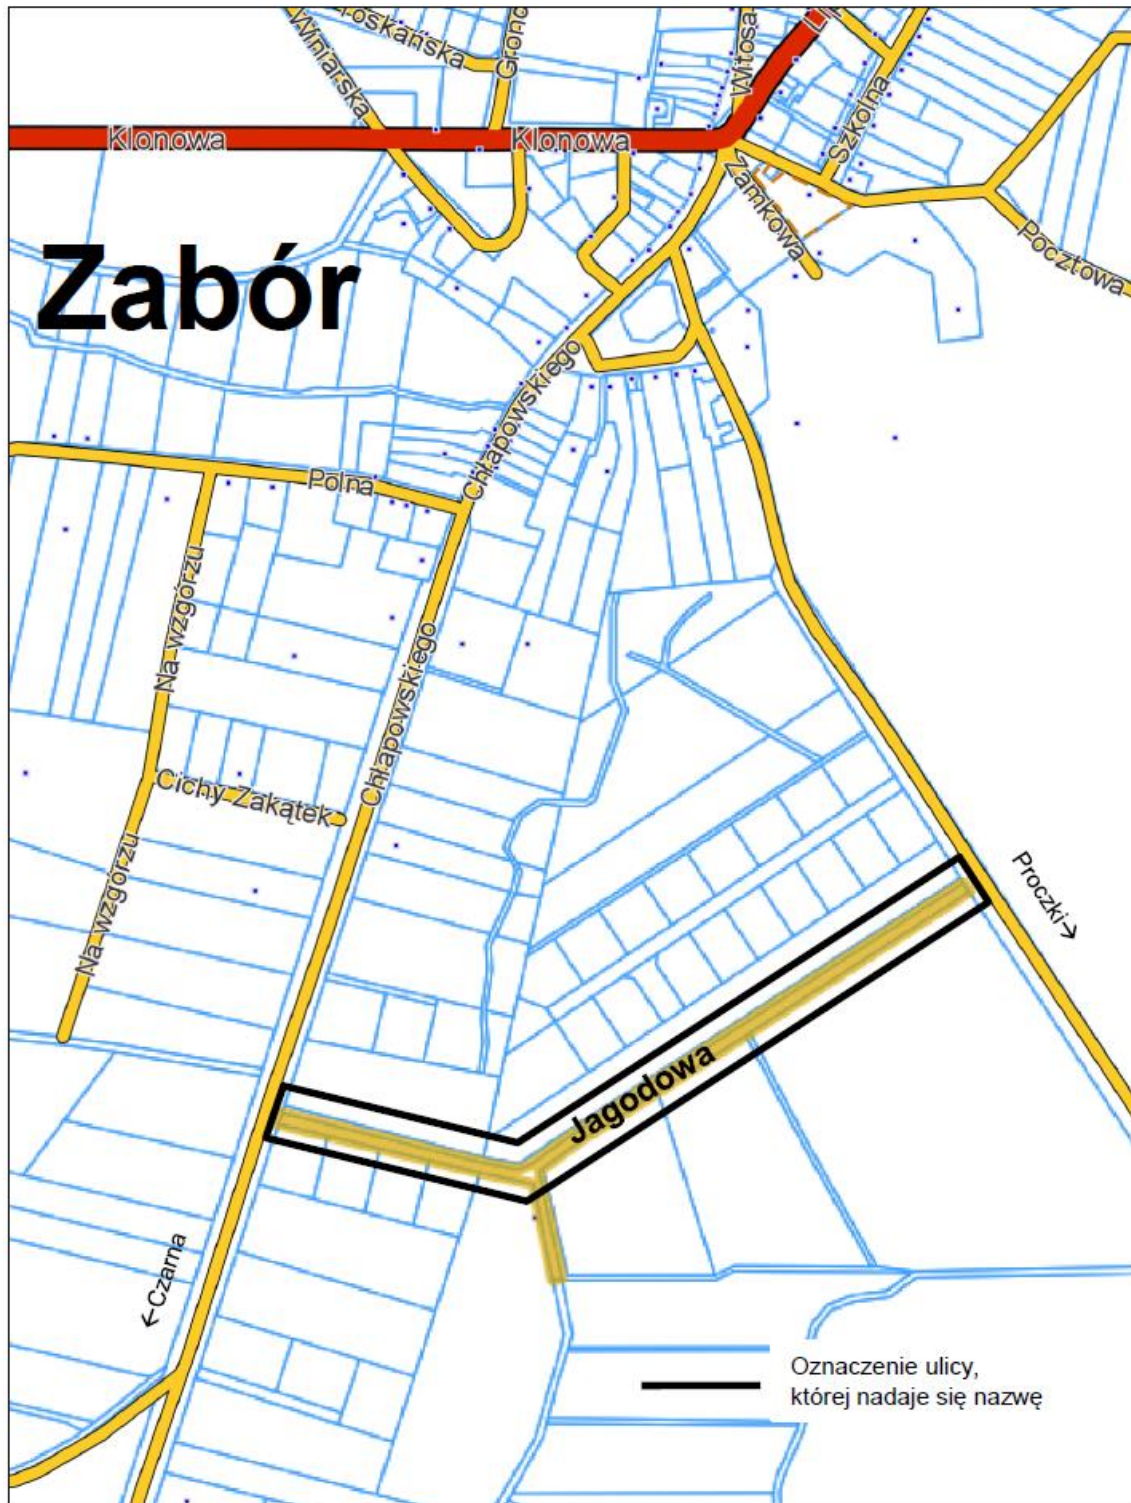 Winiarska
Witosa
Szkolna
Klonowa
Klonowa
Zamkowa
Pocztowa
Zabór
Chłapowskiego
Polna
Na wzgórzu
Chłapowskiego
Cichy Zakątek
Na wzgórzu
Proczki→
Jagodowa
←Czarna
Oznaczenie ulicy,
której nadaje się nazwę